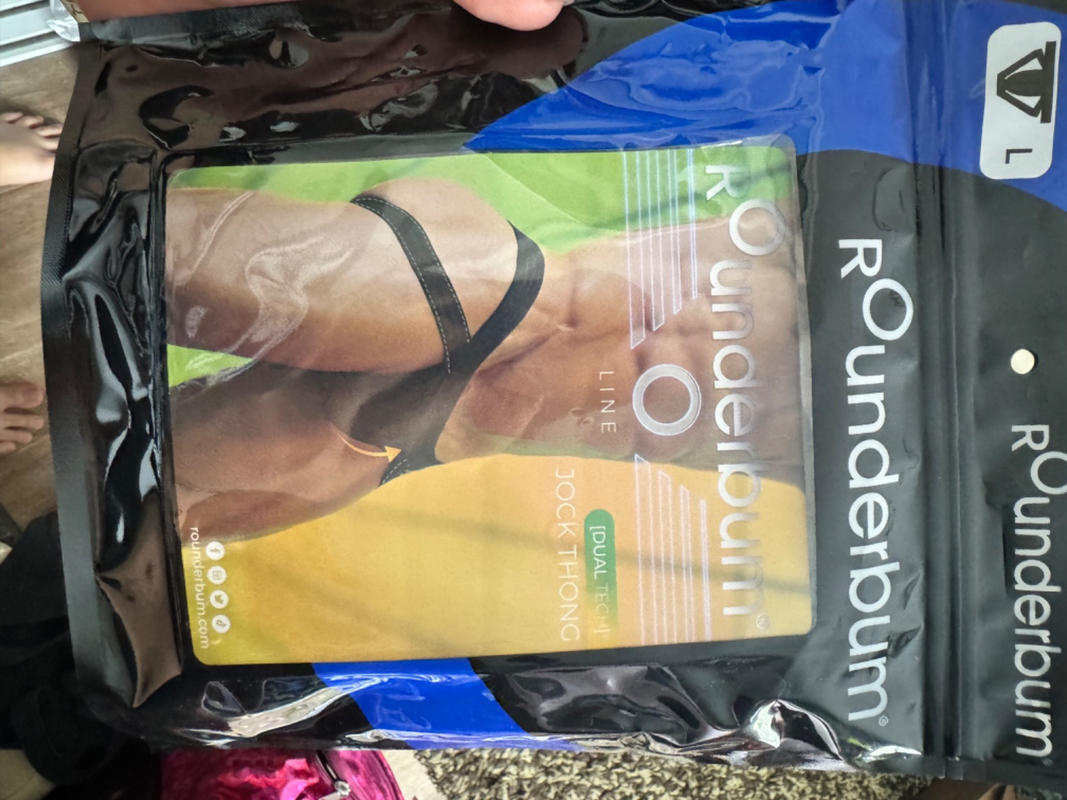 L
ROunderbum
ROunderbum®
ROunderbum®
LINE
[DUAL TECH]
JOCK THONG
rounderbum.com